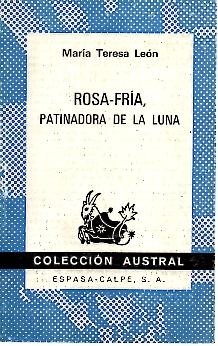 María Teresa León
ROSA-FRÍA,
PATINADORA DE LA LUNA
COLECCIÓN AUSTRAL
ESPASA-CALPE, S. A.